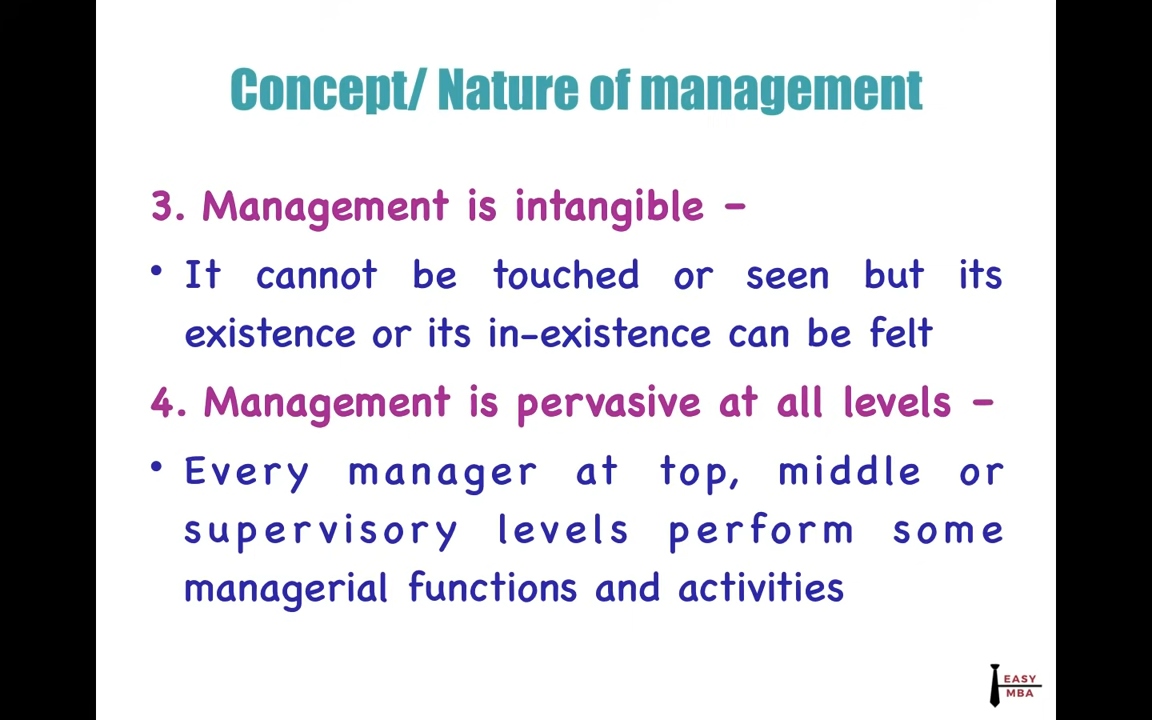 Concept/ Nature of management
3. Management is intangible –
• It cannot be touched or seen but its
existence or its in-existence can be felt
4. Management is pervasive at all levels –
• Every manager at top, middle or
supervisory levels perform some
managerial functions and activities
EASY
MBA